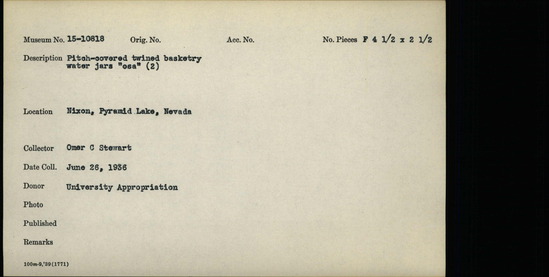 Museum No. 15-10818 Orig. No. Acc. No. No. Pieces F 4 1/2 x 2 1/2
Description Pitch-covered twined basketry
water jars "osa" (2)
Location Nixon, Pyramid Lake, Nevada
Collector Omer C Stewart
Date Coll. June 26, 1936
Donor University Appropriation
Photo
Published
Remarks
100m-8,'39(1771)